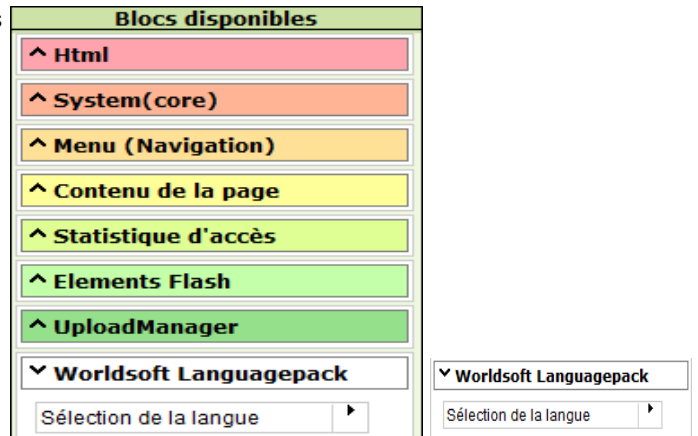 s
Blocs disponibles
^ Html
^ System(core)
^ Menu (Navigation)
^ Contenu de la page
^ Statistique d'accès
^ Elements Flash
^ UploadManager
Worldsoft Languagepack
Sélection de la langue
Worldsoft Languagepack
Sélection de la langue